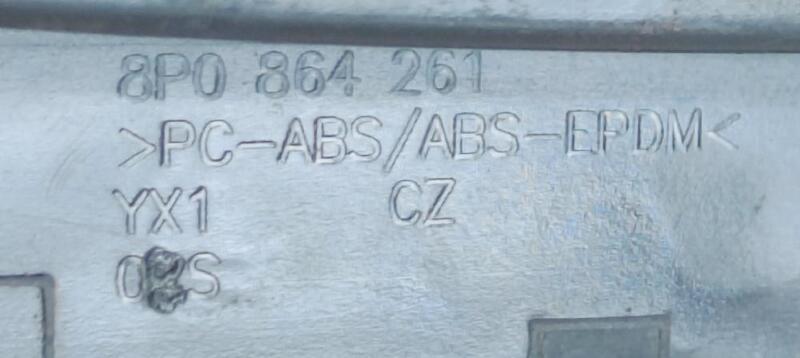 8P0 864 261
>PC-ABS/ABS-EPDM<
YX1 CZ